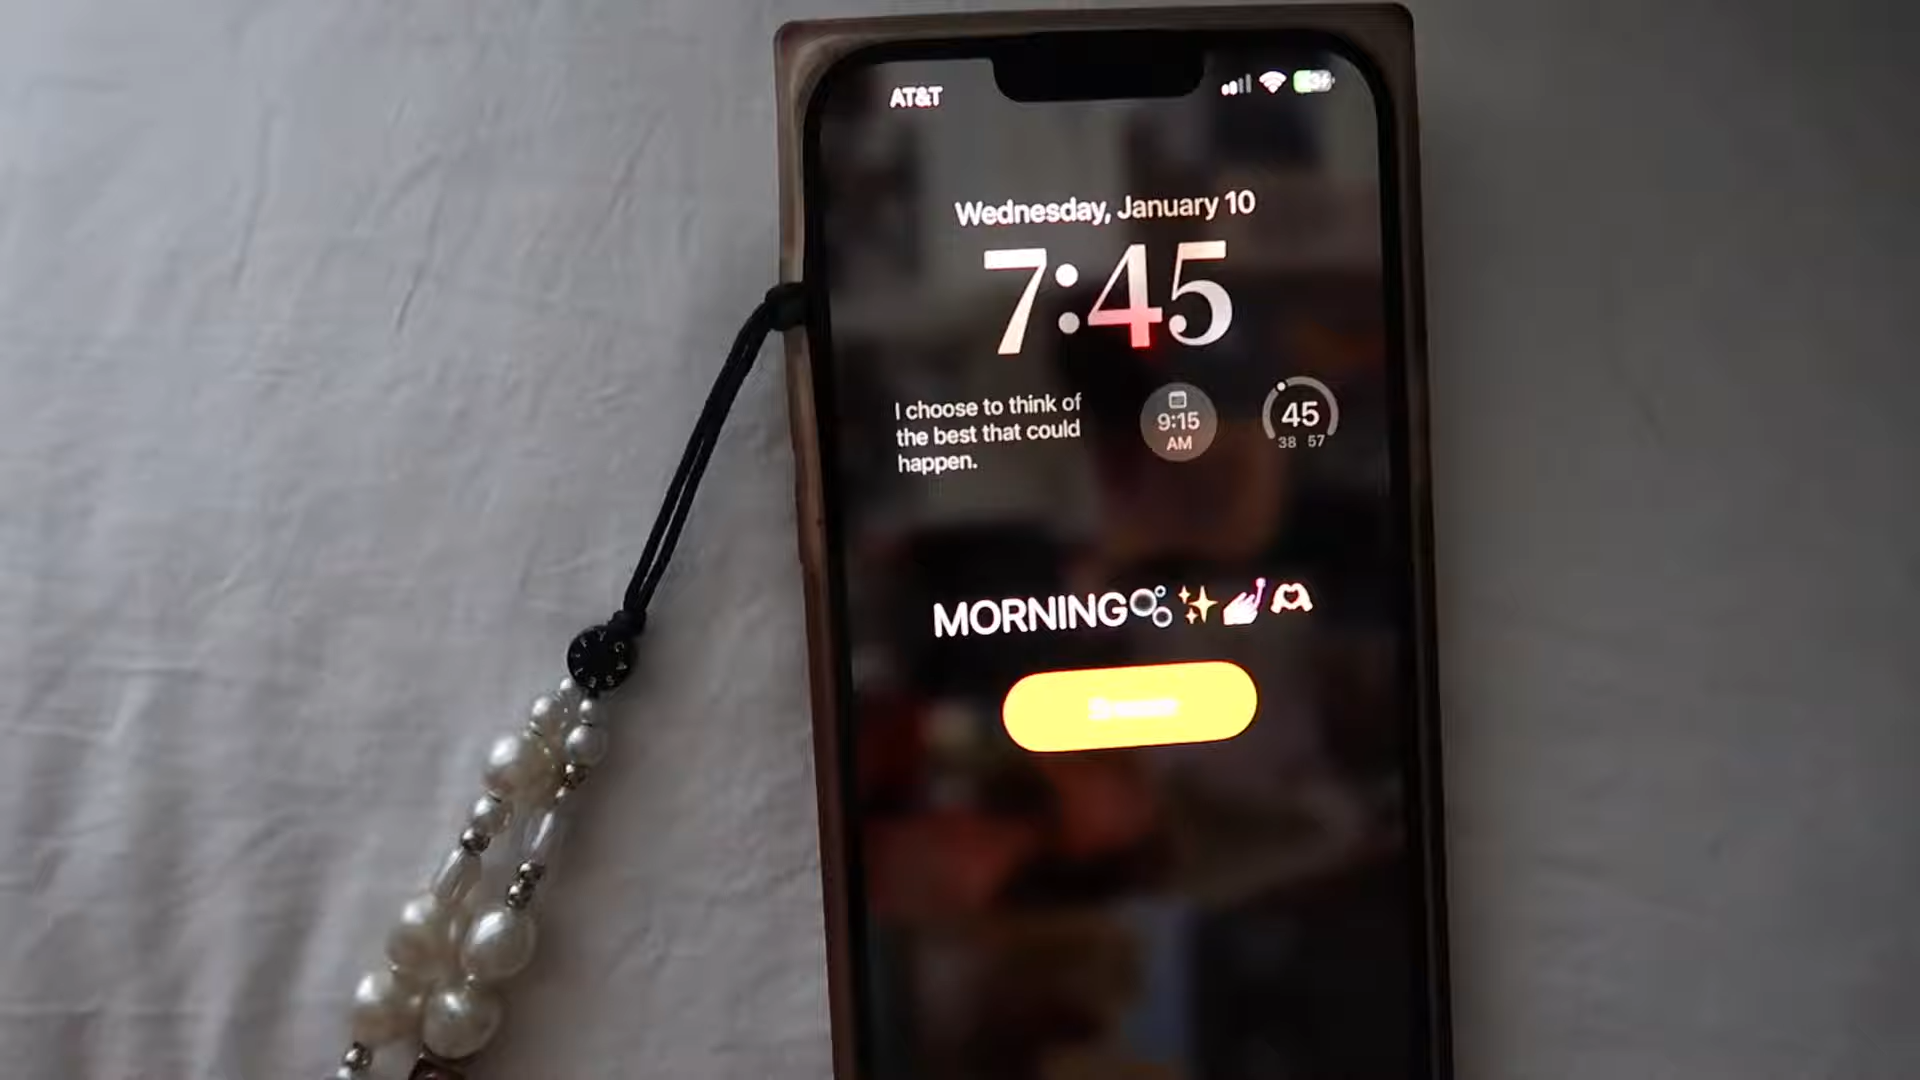 AT&T
Wednesday, January 10
7:45
I choose to think of
the best that could
happen.
9:15
AM
45
38 57
MORNING🫧✨💅🫶
CASETIFY